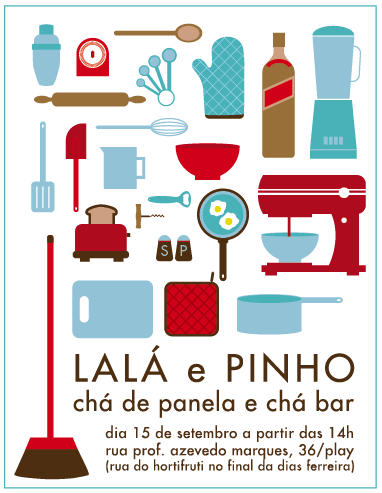 S P
LALÁ e PINHO
chá de panela e chá bar
dia 15 de setembro a partir das 14h
rua prof. azevedo marques, 36/play
(rua do hortifruti no final da dias ferreira)